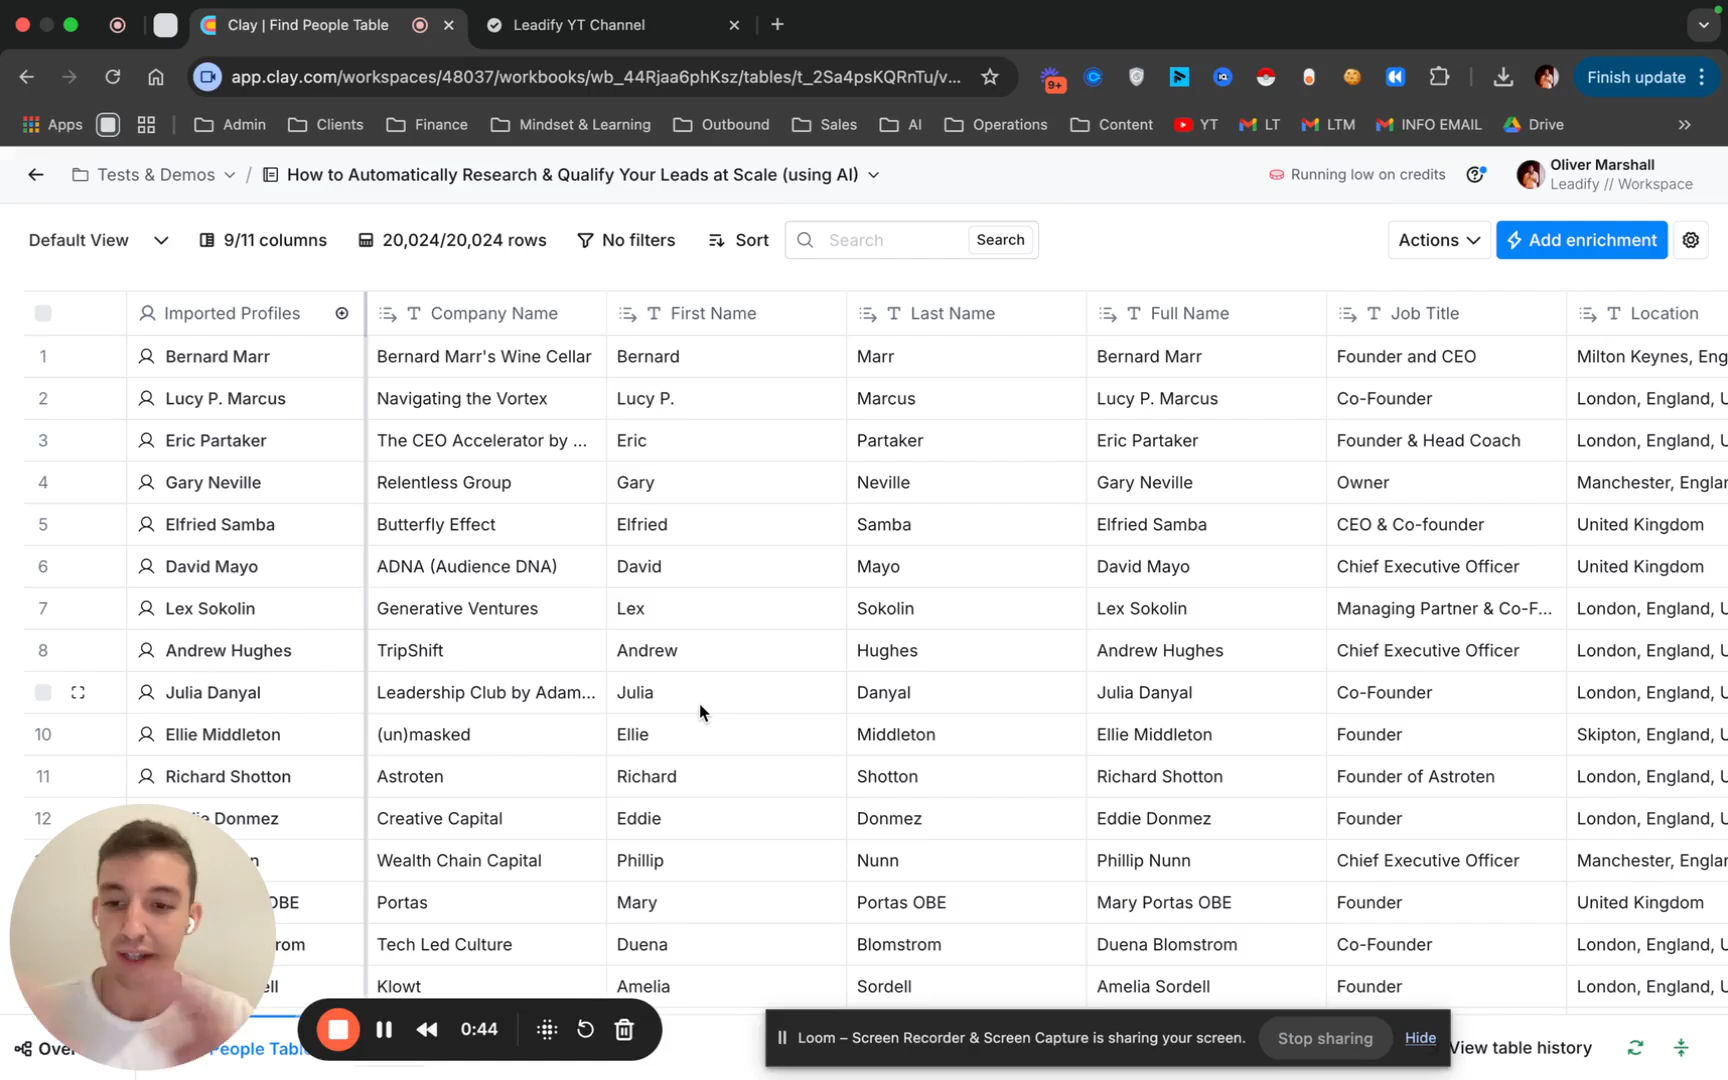 Clay | Find People Table
Leadify YT Channel
app.clay.com/workspaces/48037/workbooks/wb_44Rjaa6phKsz/tables/t_2Sa4psKQRnTu/v...
9+
Finish update
Apps
Admin
Clients
Finance
Mindset & Learning
Outbound
Sales
AI
Operations
Content
YT
LT
LTM
INFO EMAIL
Drive
Tests & Demos / How to Automatically Research & Qualify Your Leads at Scale (using AI)
Running low on credits
Oliver Marshall
Leadify // Workspace
Default View
9/11 columns
20,024/20,024 rows
No filters
Sort
Search
Search
Actions
Add enrichment
Imported Profiles Company Name First Name Last Name Full Name Job Title Location
1 Bernard Marr Bernard Marr's Wine Cellar Bernard Marr Bernard Marr Founder and CEO Milton Keynes, Eng
2 Lucy P. Marcus Navigating the Vortex Lucy P. Marcus Lucy P. Marcus Co-Founder London, England, U
3 Eric Partaker The CEO Accelerator by ... Eric Partaker Eric Partaker Founder & Head Coach London, England, U
4 Gary Neville Relentless Group Gary Neville Gary Neville Owner Manchester, Englan
5 Elfried Samba Butterfly Effect Elfried Samba Elfried Samba CEO & Co-founder United Kingdom
6 David Mayo ADNA (Audience DNA) David Mayo David Mayo Chief Executive Officer United Kingdom
7 Lex Sokolin Generative Ventures Lex Sokolin Lex Sokolin Managing Partner & Co-F... London, England, U
8 Andrew Hughes TripShift Andrew Hughes Andrew Hughes Chief Executive Officer London, England, U
Julia Danyal Leadership Club by Adam... Julia Danyal Julia Danyal Co-Founder London, England, U
10 Ellie Middleton (un)masked Ellie Middleton Ellie Middleton Founder Skipton, England, U
11 Richard Shotton Astroten Richard Shotton Richard Shotton Founder of Astroten London, England, U
12 ie Donmez Creative Capital Eddie Donmez Eddie Donmez Founder London, England, U
n Wealth Chain Capital Phillip Nunn Phillip Nunn Chief Executive Officer Manchester, Englan
OBE Portas Mary Portas OBE Mary Portas OBE Founder United Kingdom
rom Tech Led Culture Duena Blomstrom Duena Blomstrom Co-Founder London, England, U
ell Klowt Amelia Sordell Amelia Sordell Founder London, England, U
0:44
Loom – Screen Recorder & Screen Capture is sharing your screen.
Stop sharing
Hide
Over
People Tabl
View table history